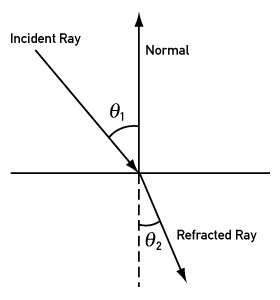 Incident Ray
Normal
θ1
Refracted Ray
θ2